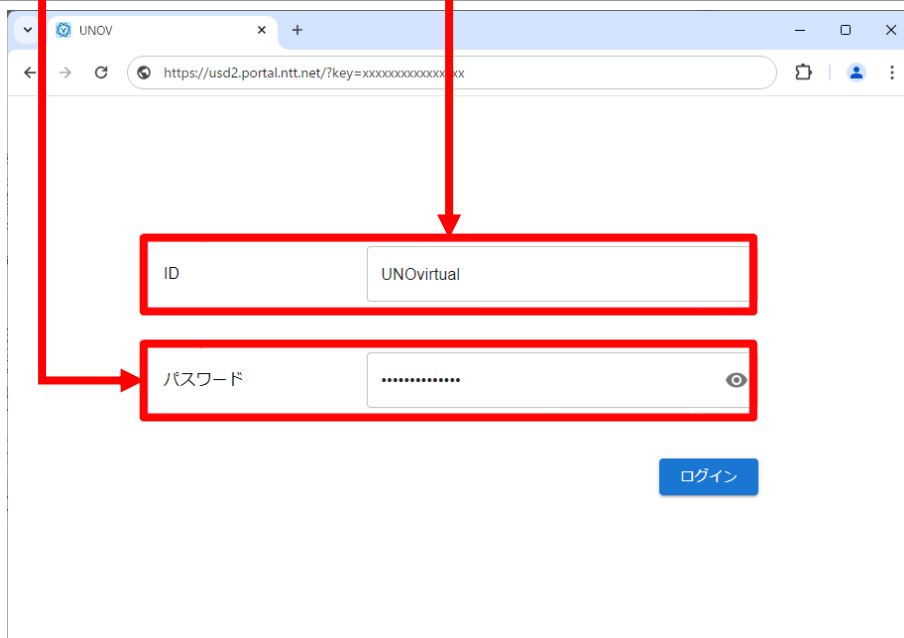 UNOV
https://usd2.portal.ntt.net/?key=xxxxxxxxxxxxxxxx
ID
UNOvirtual
パスワード
••••••••••••••
ログイン